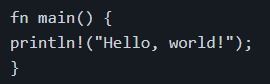 fn main() {
println!("Hello, world!");
}